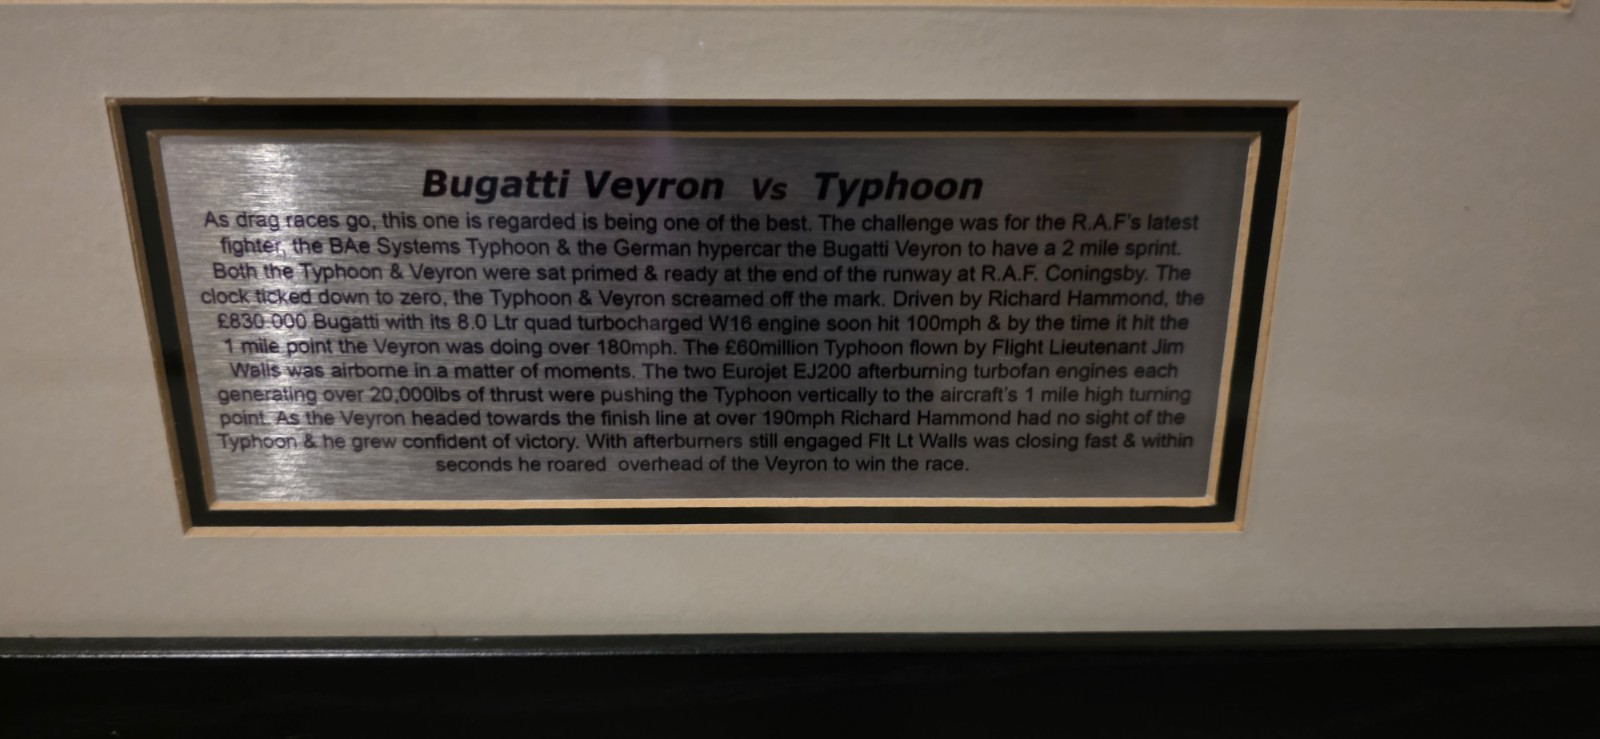 Bugatti Veyron Vs Typhoon
As drag races go, this one is regarded is being one of the best. The challenge was for the R.A.F's latest
fighter, the BAe Systems Typhoon & the German hypercar the Bugatti Veyron to have a 2 mile sprint.
Both the Typhoon & Veyron were sat primed & ready at the end of the runway at R.A.F. Coningsby. The
clock ticked down to zero, the Typhoon & Veyron screamed off the mark. Driven by Richard Hammond, the
£830 000 Bugatti with its 8.0 Ltr quad turbocharged W16 engine soon hit 100mph & by the time it hit the
1 mile point the Veyron was doing over 180mph. The £60million Typhoon flown by Flight Lieutenant Jim
Walls was airborne in a matter of moments. The two Eurojet EJ200 afterburning turbofan engines each
generating over 20,000lbs of thrust were pushing the Typhoon vertically to the aircraft's 1 mile high turning
point. As the Veyron headed towards the finish line at over 190mph Richard Hammond had no sight of the
Typhoon & he grew confident of victory. With afterburners still engaged Flt Lt Walls was closing fast & within
seconds he roared overhead of the Veyron to win the race.